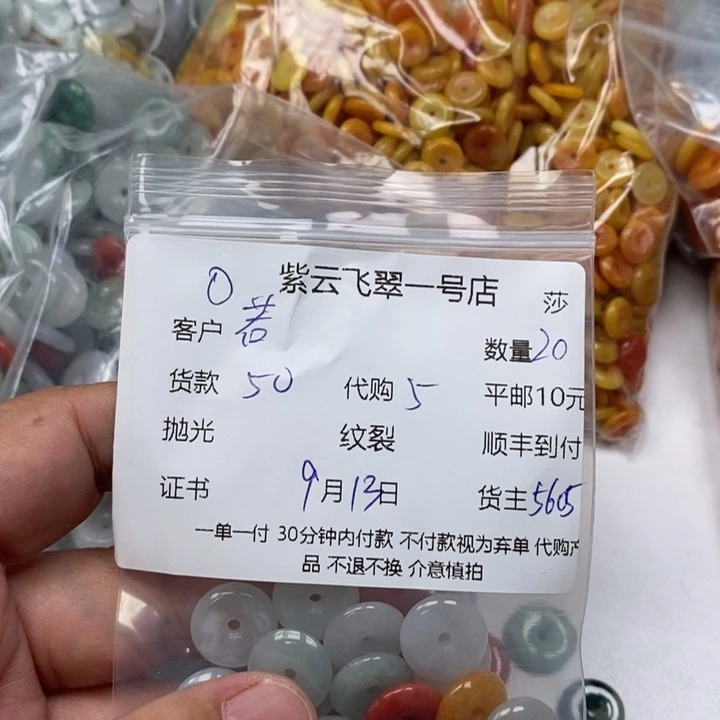 紫云飞翠一号店
莎
客户 若 数量20
货款 50 代购 5 平邮10元
抛光 纹裂 顺丰到付
证书 9月13日 货主5605
一单一付 30分钟内付款 不付款视为弃单 代购产
品 不退不换 介意慎拍